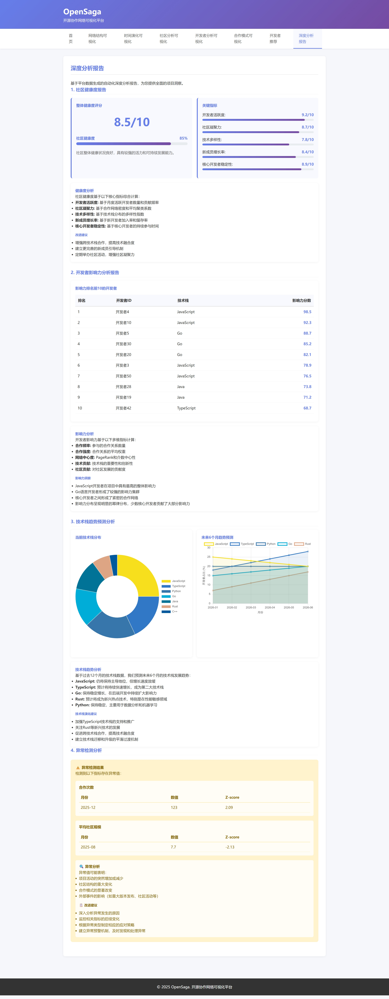 OpenSaga
开源协作网络可视化平台
首页
网络结构可视化
时间演化可视化
社区分析可视化
开发者分析可视化
合作模式可视化
开发者推荐
深度分析报告
深度分析报告
基于平台数据生成的自动化深度分析报告，为您提供全面的项目洞察。
1. 社区健康度报告
整体健康度评分
8.5/10
社区健康度 85%
社区整体健康状况良好，具有较强的活力和可持续发展能力。
关键指标
开发者活跃度: 9.2/10
社区凝聚力: 8.7/10
技术多样性: 7.8/10
新成员增长率: 8.4/10
核心开发者稳定性: 8.9/10
健康度分析
社区健康度基于以下核心指标综合计算：
• 开发者活跃度: 基于月度活跃开发者数量和贡献频率
• 社区凝聚力: 基于合作网络密度和平均聚类系数
• 技术多样性: 基于技术栈分布的多样性指数
• 新成员增长率: 基于新开发者加入率和留存率
• 核心开发者稳定性: 基于核心开发者的持续参与时间
改进建议
• 增强跨技术栈合作，提高技术融合度
• 建立更完善的新成员引导机制
• 定期举办社区活动，增强社区凝聚力
2. 开发者影响力分析报告
影响力排名前10的开发者
排名 开发者ID 技术栈 影响力分数
1 开发者4 JavaScript 98.5
2 开发者10 JavaScript 92.3
3 开发者5 Go 88.7
4 开发者30 Go 85.2
5 开发者20 Go 82.1
6 开发者3 JavaScript 78.9
7 开发者50 JavaScript 76.5
8 开发者28 Java 73.8
9 开发者19 Java 71.2
10 开发者42 TypeScript 68.7
影响力分析
开发者影响力基于以下多维指标计算：
• 合作频率: 参与的合作关系数量
• 合作强度: 合作关系的平均权重
• 网络中心度: PageRank和介数中心性
• 技术贡献: 技术栈的重要性和创新性
• 社区贡献: 对社区发展的贡献度
影响力洞察
• JavaScript开发者在项目中具有最高的整体影响力
• Go语言开发者形成了较强的影响力集群
• 核心开发者之间形成了紧密的合作网络
• 影响力分布呈现明显的幂律分布，少数核心开发者贡献了大部分影响力
3. 技术栈趋势预测分析
当前技术栈分布
JavaScript
TypeScript
Python
Go
Java
Rust
C++
未来6个月趋势预测
JavaScript TypeScript Python Go Rust
30
25
20
15
10
5
0
开发者占比 (%)
2026-01 2026-02 2026-03 2026-04 2026-05 2026-06
月份
技术栈趋势分析
基于过去12个月的技术栈数据，我们预测未来6个月的技术栈发展趋势：
• JavaScript: 仍将保持主导地位，但增长速度放缓
• TypeScript: 预计将持续快速增长，成为第二大技术栈
• Go: 保持稳定增长，在后端开发中持续扩大影响力
• Rust: 预计将成为新兴热点技术，特别是在性能敏感领域
• Python: 保持稳定，主要用于数据分析和机器学习
技术栈演化建议
• 加强TypeScript技术栈的支持和推广
• 关注Rust等新兴技术的发展
• 促进跨技术栈合作，提高技术融合度
• 建立技术栈迁移和升级的平滑过渡机制
4. 异常检测分析
⚠️ 异常检测结果
检测到以下指标存在异常值：
合作次数
月份 数值 Z-score
2025-12 123 2.09
平均社区规模
月份 数值 Z-score
2025-08 7.7 -2.13
🔍 异常分析
异常值可能表明：
• 项目活动的突然增加或减少
• 社区结构的重大变化
• 合作模式的显著改变
• 外部事件的影响（如重大版本发布、社区活动等）
📋 改进建议
• 深入分析异常发生的原因
• 监控相关指标的后续变化
• 根据异常类型制定相应的应对策略
• 建立异常预警机制，及时发现和处理异常
© 2025 OpenSaga. 开源协作网络可视化平台